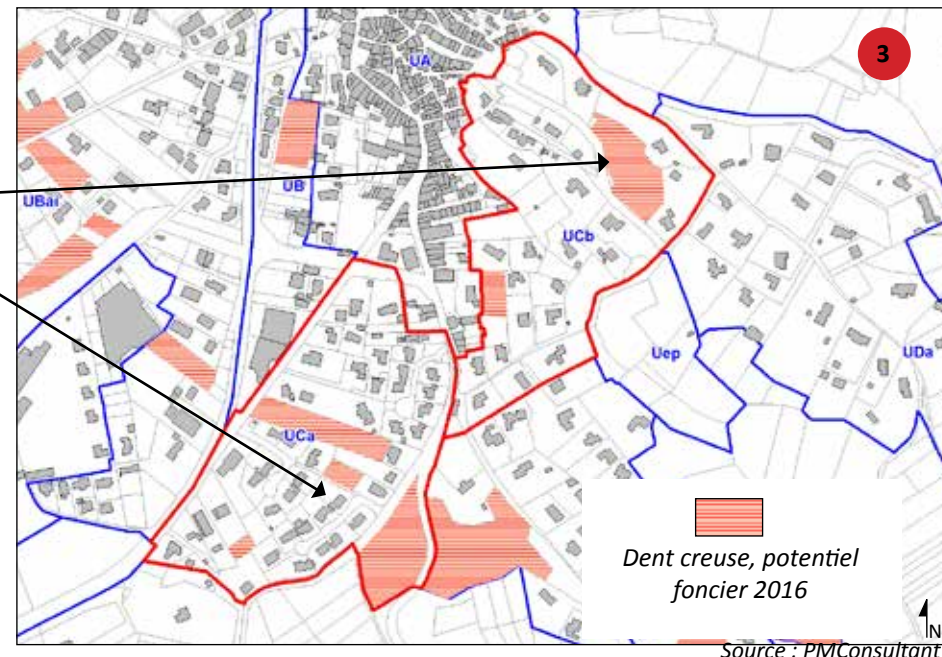 3
UA
UB
UBai
UCb
Uep
UDa
UCa
Dent creuse, potentiel
foncier 2016
N
Source : PMConsultant